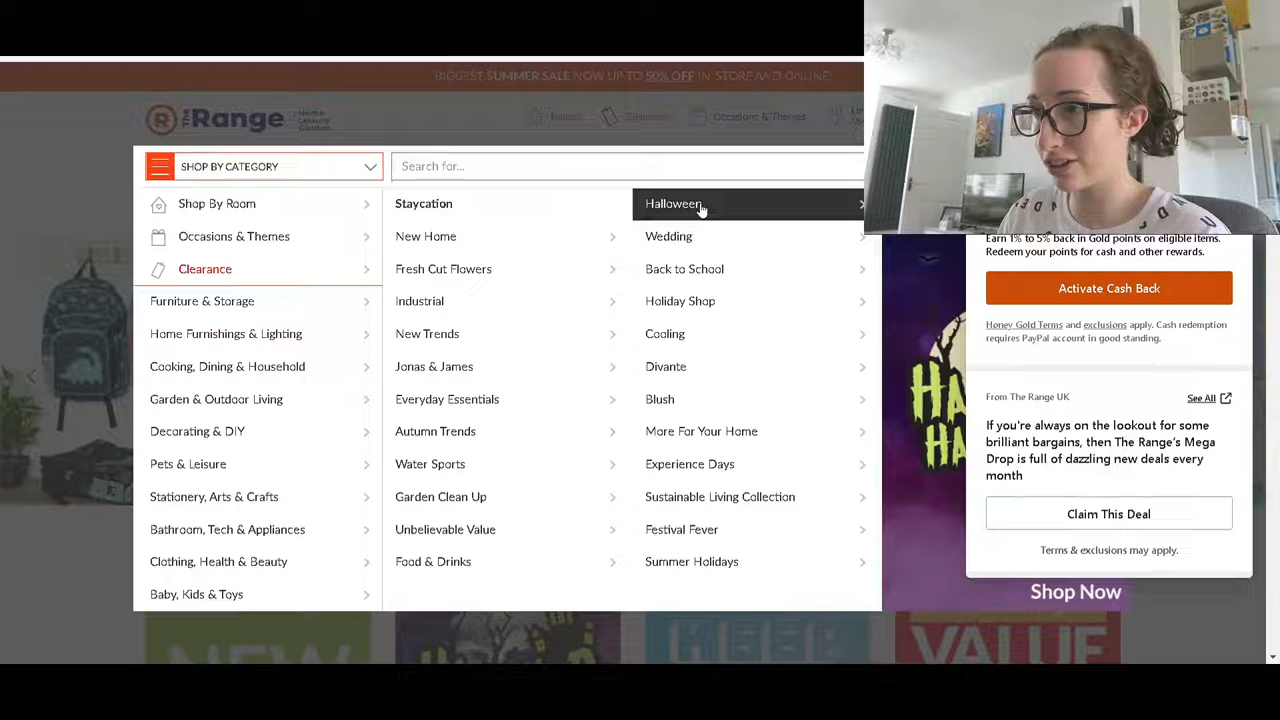 BIGGEST SUMMER SALE NOW UP TO 50% OFF IN STORE AND ONLINE!
The Range
Home
Leisure
Garden
Occasions & Themes
SHOP BY CATEGORY
Search for...
Shop By Room
Occasions & Themes
Clearance
Furniture & Storage
Home Furnishings & Lighting
Cooking, Dining & Household
Garden & Outdoor Living
Decorating & DIY
Pets & Leisure
Stationery, Arts & Crafts
Bathroom, Tech & Appliances
Clothing, Health & Beauty
Baby, Kids & Toys
Staycation
New Home
Fresh Cut Flowers
Industrial
New Trends
Jonas & James
Everyday Essentials
Autumn Trends
Water Sports
Garden Clean Up
Unbelievable Value
Food & Drinks
Halloween
Wedding
Back to School
Holiday Shop
Cooling
Divante
Blush
More For Your Home
Experience Days
Sustainable Living Collection
Festival Fever
Summer Holidays
Earn 1% to 5% back in Gold points on eligible items.
Redeem your points for cash and other rewards.
Activate Cash Back
Honey Gold Terms and exclusions apply. Cash redemption
requires PayPal account in good standing.
From The Range UK
See All
If you're always on the lookout for some
brilliant bargains, then The Range's Mega
Drop is full of dazzling new deals every
month
Claim This Deal
Terms & exclusions may apply.
Shop Now
NEW
VALUE